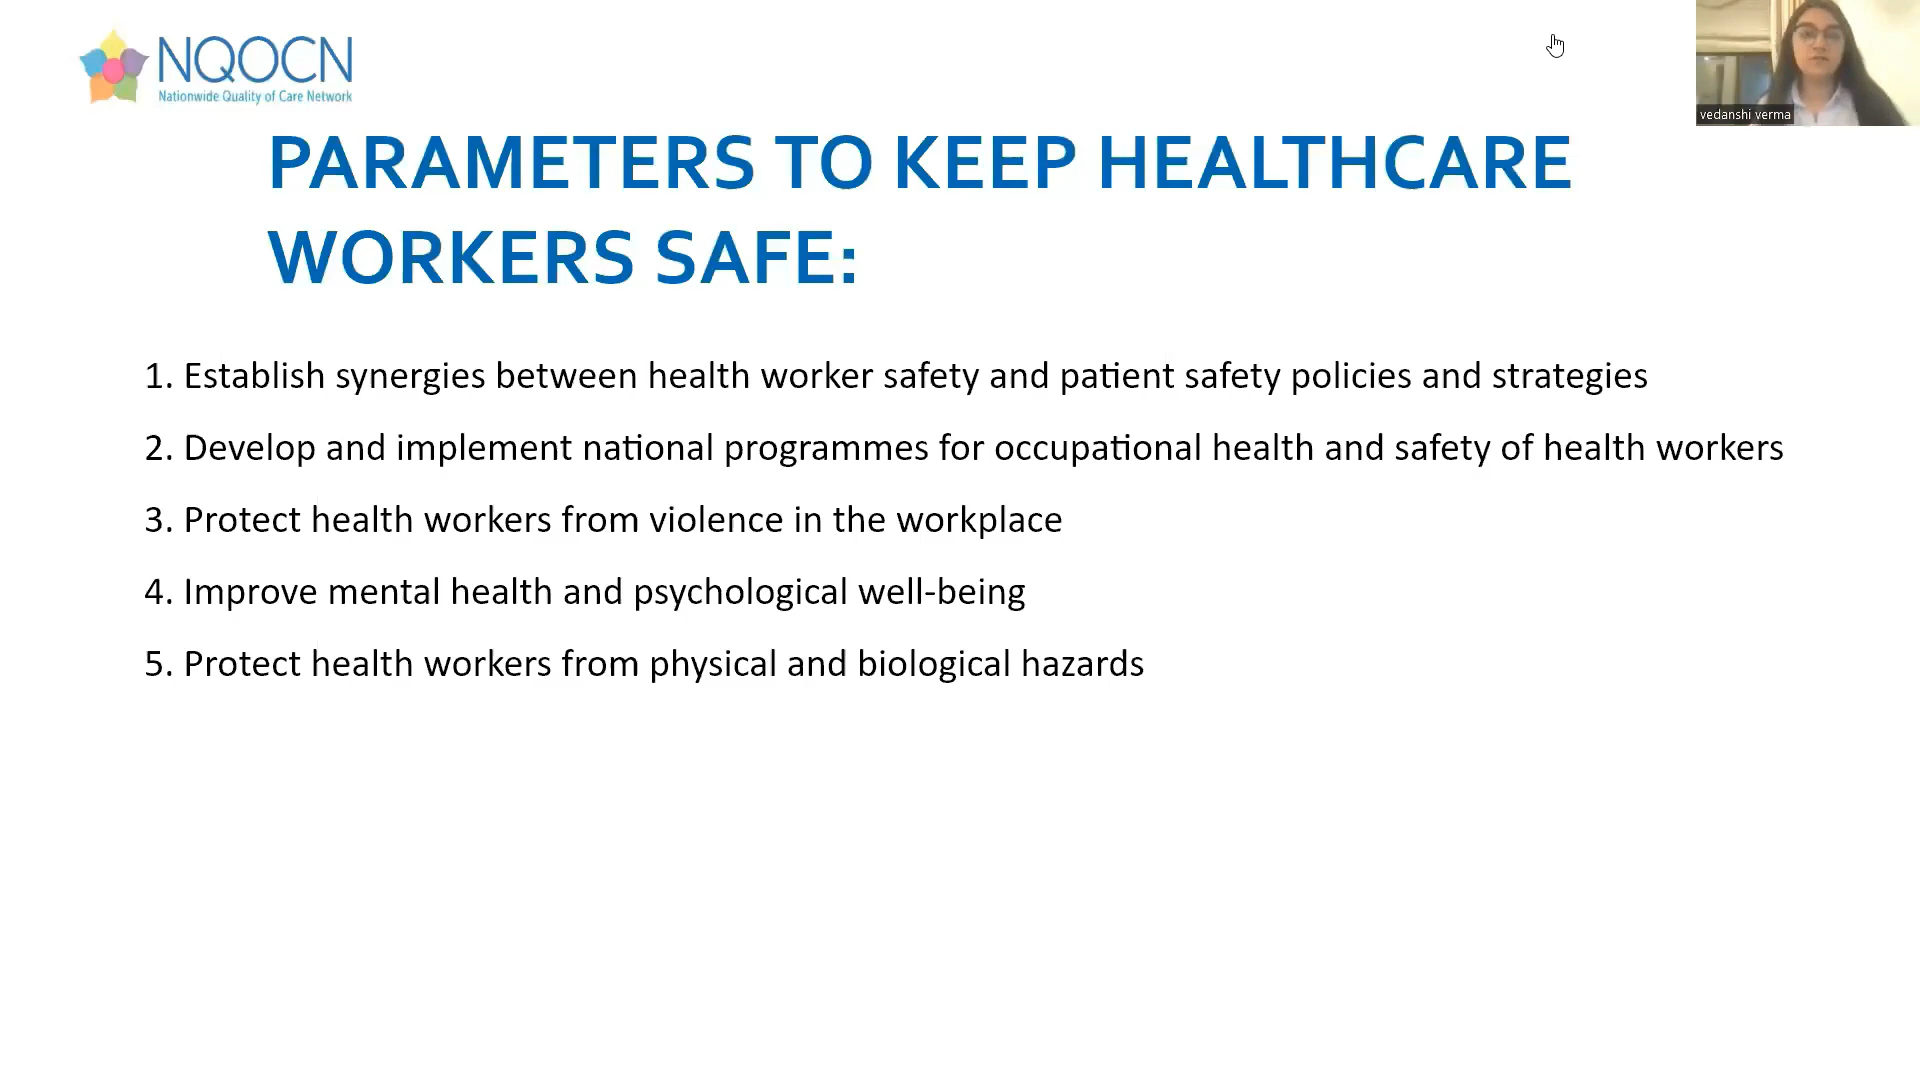 NQOCN
Nationwide Quality of Care Network
vedanshi verma
PARAMETERS TO KEEP HEALTHCARE
WORKERS SAFE:
1. Establish synergies between health worker safety and patient safety policies and strategies
2. Develop and implement national programmes for occupational health and safety of health workers
3. Protect health workers from violence in the workplace
4. Improve mental health and psychological well-being
5. Protect health workers from physical and biological hazards